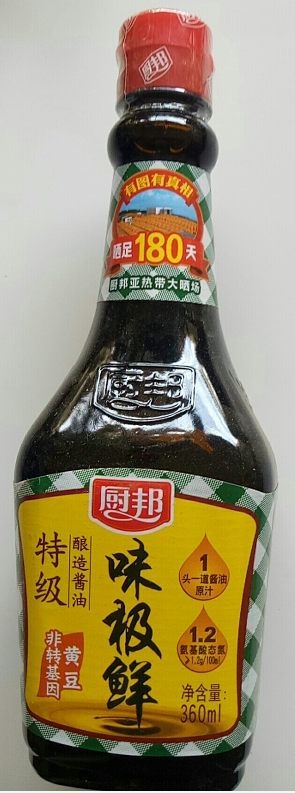 厨邦
有图有真相
晒足180天
厨邦亚热带大晒场
厨邦
厨邦
特级
酿造酱油
味极鲜
非转基因
黄豆
1
头一道酱油
原汁
1.2
氨基酸态氮
≥1.2g/100ml
净含量:
360ml